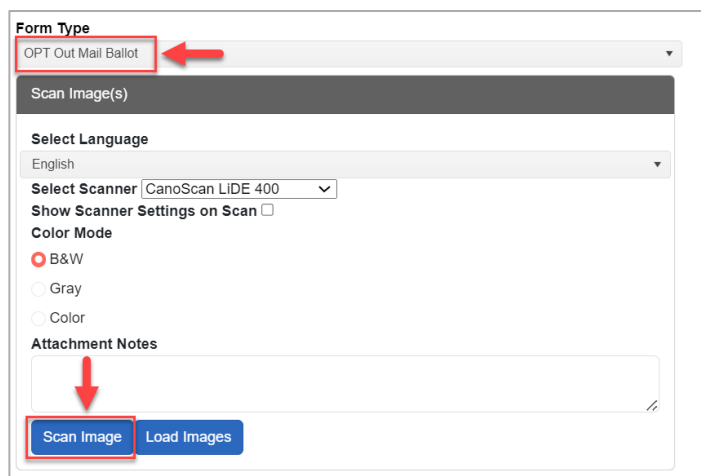 Form Type
OPT Out Mail Ballot
Scan Image(s)
Select Language
English
Select Scanner CanoScan LiDE 400
Show Scanner Settings on Scan
Color Mode
B&W
Gray
Color
Attachment Notes
Scan Image Load Images